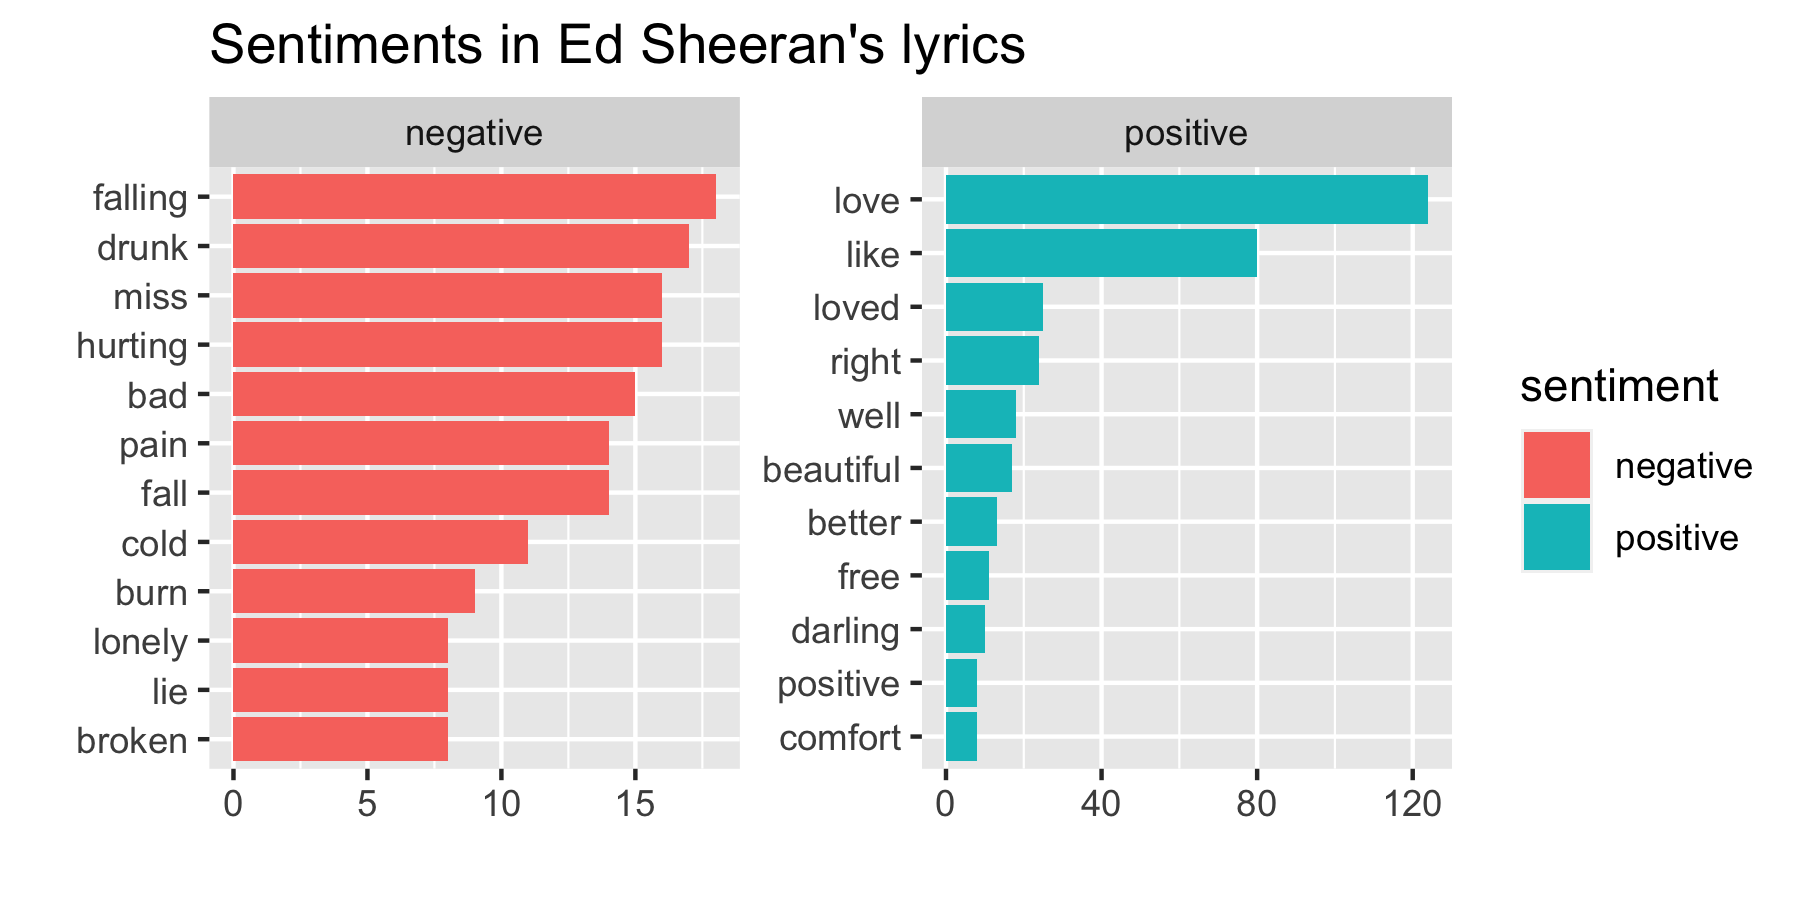 Sentiments in Ed Sheeran's lyrics
negative
falling
drunk
miss
hurting
bad
pain
fall
cold
burn
lonely
lie
broken
0 5 10 15
positive
love
like
loved
right
well
beautiful
better
free
darling
positive
comfort
0 40 80 120
sentiment
negative
positive